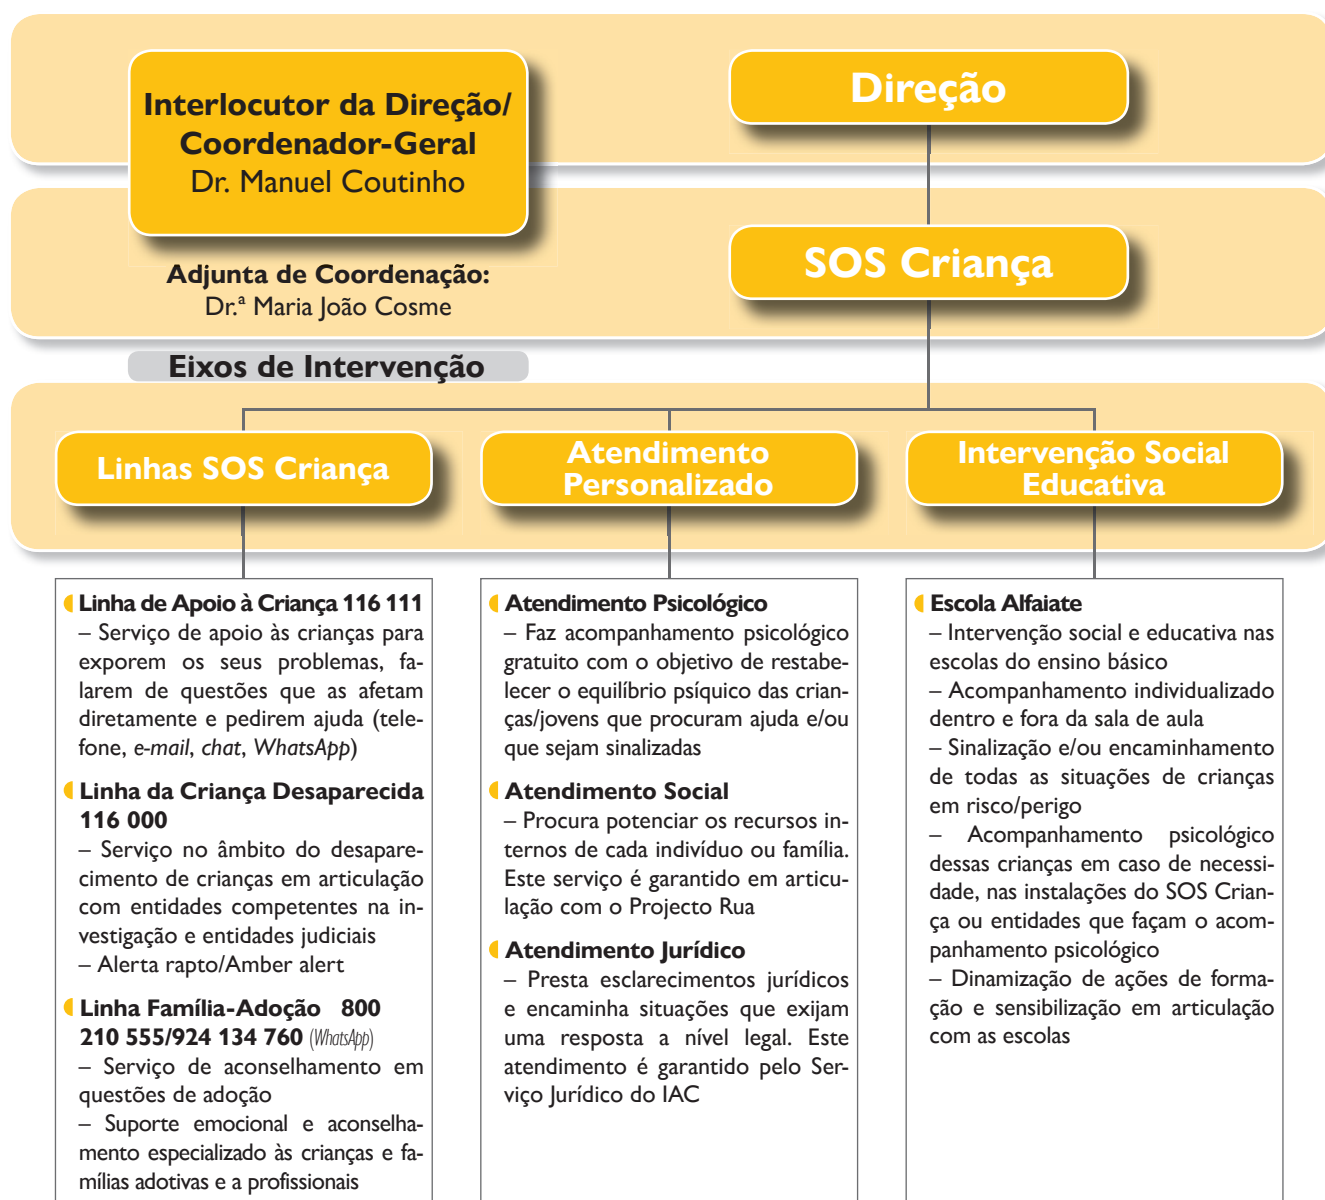 Interlocutor da Direção/
Coordenador-Geral
Dr. Manuel Coutinho
Direção
Adjunta de Coordenação:
Dr.ª Maria João Cosme
SOS Criança
Eixos de Intervenção
Linhas SOS Criança
Atendimento
Personalizado
Intervenção Social
Educativa
Linha de Apoio à Criança 116 111
– Serviço de apoio às crianças para
exporem os seus problemas, fa-
larem de questões que as afetam
diretamente e pedirem ajuda (tele-
fone, e-mail, chat, WhatsApp)
Linha da Criança Desaparecida
116 000
– Serviço no âmbito do desapare-
cimento de crianças em articulação
com entidades competentes na in-
vestigação e entidades judiciais
– Alerta rapto/Amber alert
Linha Família-Adoção 800
210 555/924 134 760 (WhatsApp)
– Serviço de aconselhamento em
questões de adoção
– Suporte emocional e aconselha-
mento especializado às crianças e fa-
mílias adotivas e a profissionais
Atendimento Psicológico
– Faz acompanhamento psicológico
gratuito com o objetivo de restabe-
lecer o equilíbrio psíquico das crian-
ças/jovens que procuram ajuda e/ou
que sejam sinalizadas
Atendimento Social
– Procura potenciar os recursos in-
ternos de cada indivíduo ou família.
Este serviço é garantido em articu-
lação com o Projecto Rua
Atendimento Jurídico
– Presta esclarecimentos jurídicos
e encaminha situações que exijam
uma resposta a nível legal. Este
atendimento é garantido pelo Ser-
viço Jurídico do IAC
Escola Alfaiate
– Intervenção social e educativa nas
escolas do ensino básico
– Acompanhamento individualizado
dentro e fora da sala de aula
– Sinalização e/ou encaminhamento
de todas as situações de crianças
em risco/perigo
– Acompanhamento psicológico
dessas crianças em caso de necessi-
dade, nas instalações do SOS Crian-
ça ou entidades que façam o acom-
panhamento psicológico
– Dinamização de ações de forma-
ção e sensibilização em articulação
com as escolas